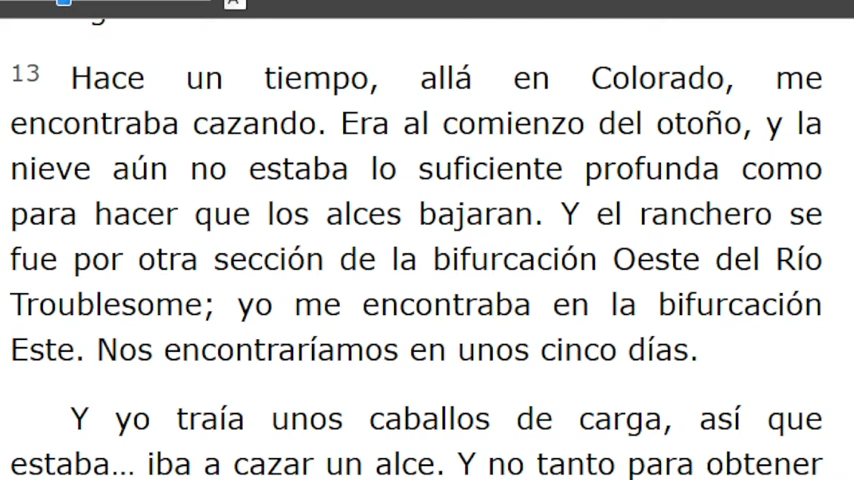 13 Hace un tiempo, allá en Colorado, me
encontraba cazando. Era al comienzo del otoño, y la
nieve aún no estaba lo suficiente profunda como
para hacer que los alces bajaran. Y el ranchero se
fue por otra sección de la bifurcación Oeste del Río
Troublesome; yo me encontraba en la bifurcación
Este. Nos encontraríamos en unos cinco días.
Y yo traía unos caballos de carga, así que
estaba... iba a cazar un alce. Y no tanto para obtener